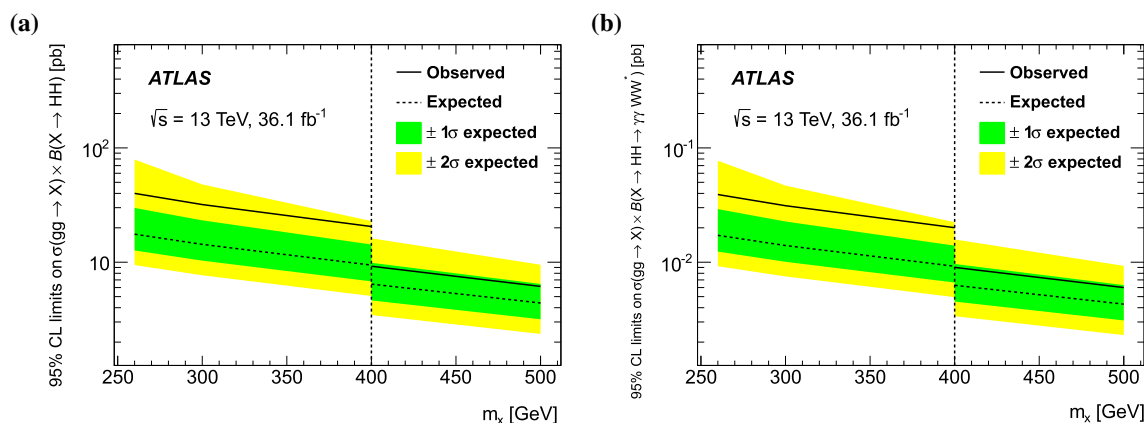 (a)
95% CL limits on σ(gg → X) × B(X → HH) [pb]
ATLAS
√s = 13 TeV, 36.1 fb⁻¹
Observed
Expected
± 1σ expected
± 2σ expected
10²
10
250 300 350 400 450 500
mₓ [GeV]
(b)
95% CL limits on σ(gg → X) × B(X → HH → γγ WW*) [pb]
ATLAS
√s = 13 TeV, 36.1 fb⁻¹
Observed
Expected
± 1σ expected
± 2σ expected
10⁻¹
10⁻²
250 300 350 400 450 500
mₓ [GeV]